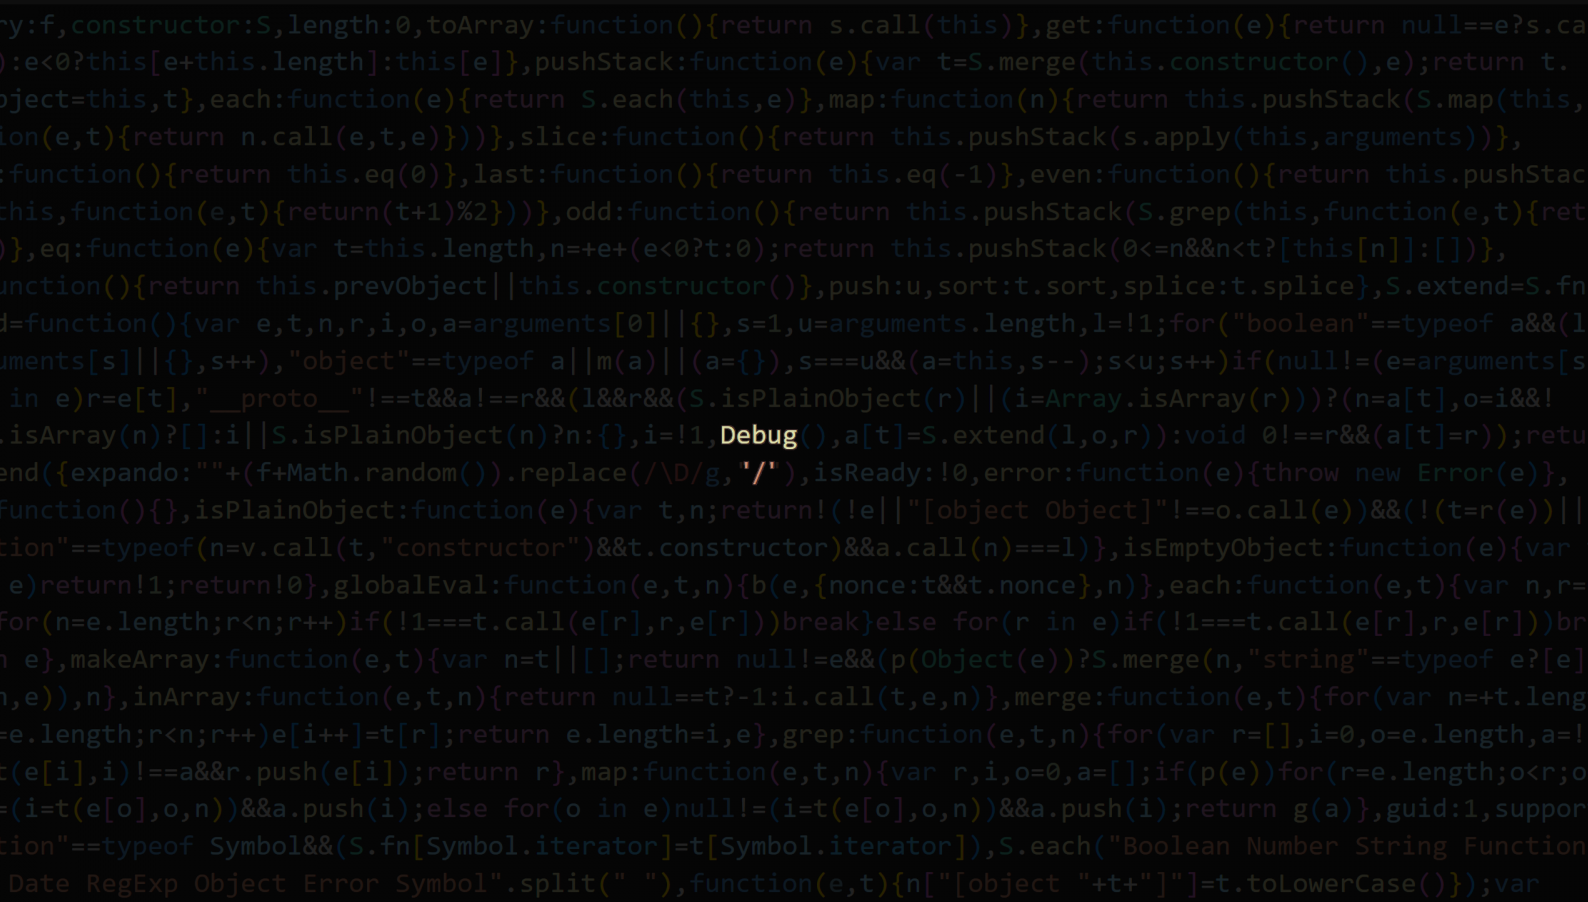 ry:f,constructor:S,length:0,toArray:function(){return s.call(this)},get:function(e){return null==e?s.ca
):e<0?this[e+this.length]:this[e]},pushStack:function(e){var t=S.merge(this.constructor(),e);return t.
bject=this,t},each:function(e){return S.each(this,e)},map:function(n){return this.pushStack(S.map(this,
ion(e,t){return n.call(e,t,e)}))},slice:function(){return this.pushStack(s.apply(this,arguments))},
:function(){return this.eq(0)},last:function(){return this.eq(-1)},even:function(){return this.pushStac
this,function(e,t){return(t+1)%2}))},odd:function(){return this.pushStack(S.grep(this,function(e,t){ret
)},eq:function(e){var t=this.length,n=+e+(e<0?t:0);return this.pushStack(0<=n&&n<t?[this[n]]:[])},
unction(){return this.prevObject||this.constructor()},push:u,sort:t.sort,splice:t.splice},S.extend=S.fn
d=function(){var e,t,n,r,i,o,a=arguments[0]||{},s=1,u=arguments.length,l=!1;for("boolean"==typeof a&&(l
uments[s]||{},s++),"object"==typeof a||m(a)||(a={}),s===u&&(a=this,s--);s<u;s++)if(null!=(e=arguments[s
in e)r=e[t],"__proto__"!==t&&a!==r&&(l&&r&&(S.isPlainObject(r)||(i=Array.isArray(r)))?(n=a[t],o=i&&!
.isArray(n)?[]:i||S.isPlainObject(n)?n:{},i=!1,Debug(),a[t]=S.extend(l,o,r)):void 0!==r&&(a[t]=r));retu
end({expando:""+(f+Math.random()).replace(/\D/g,"'/'"),isReady:!0,error:function(e){throw new Error(e)},
function(){},isPlainObject:function(e){var t,n;return!(!e||"[object Object]"!==o.call(e))&&(!(t=r(e))||
tion"==typeof(n=v.call(t,"constructor")&&t.constructor)&&a.call(n)===l)},isEmptyObject:function(e){var
e)return!1;return!0},globalEval:function(e,t,n){b(e,{nonce:t&&t.nonce},n)},each:function(e,t){var n,r=
for(n=e.length;r<n;r++)if(!1===t.call(e[r],r,e[r]))break}else for(r in e)if(!1===t.call(e[r],r,e[r]))br
n e},makeArray:function(e,t){var n=t||[];return null!=e&&(p(Object(e))?S.merge(n,"string"==typeof e?[e]
n,e)),n},inArray:function(e,t,n){return null==t?-1:i.call(t,e,n)},merge:function(e,t){for(var n=+t.leng
=e.length;r<n;r++)e[i++]=t[r];return e.length=i,e},grep:function(e,t,n){for(var r=[],i=0,o=e.length,a=!
t(e[i],i)!==a&&r.push(e[i]);return r},map:function(e,t,n){var r,i,o=0,a=[];if(p(e))for(r=e.length;o<r;o
=(i=t(e[o],o,n))&&a.push(i);else for(o in e)null!=(i=t(e[o],o,n))&&a.push(i);return g(a)},guid:1,suppor
tion"==typeof Symbol&&(S.fn[Symbol.iterator]=t[Symbol.iterator]),S.each("Boolean Number String Function
Date RegExp Object Error Symbol".split(" "),function(e,t){n["[object "+t+"]"]=t.toLowerCase()});var